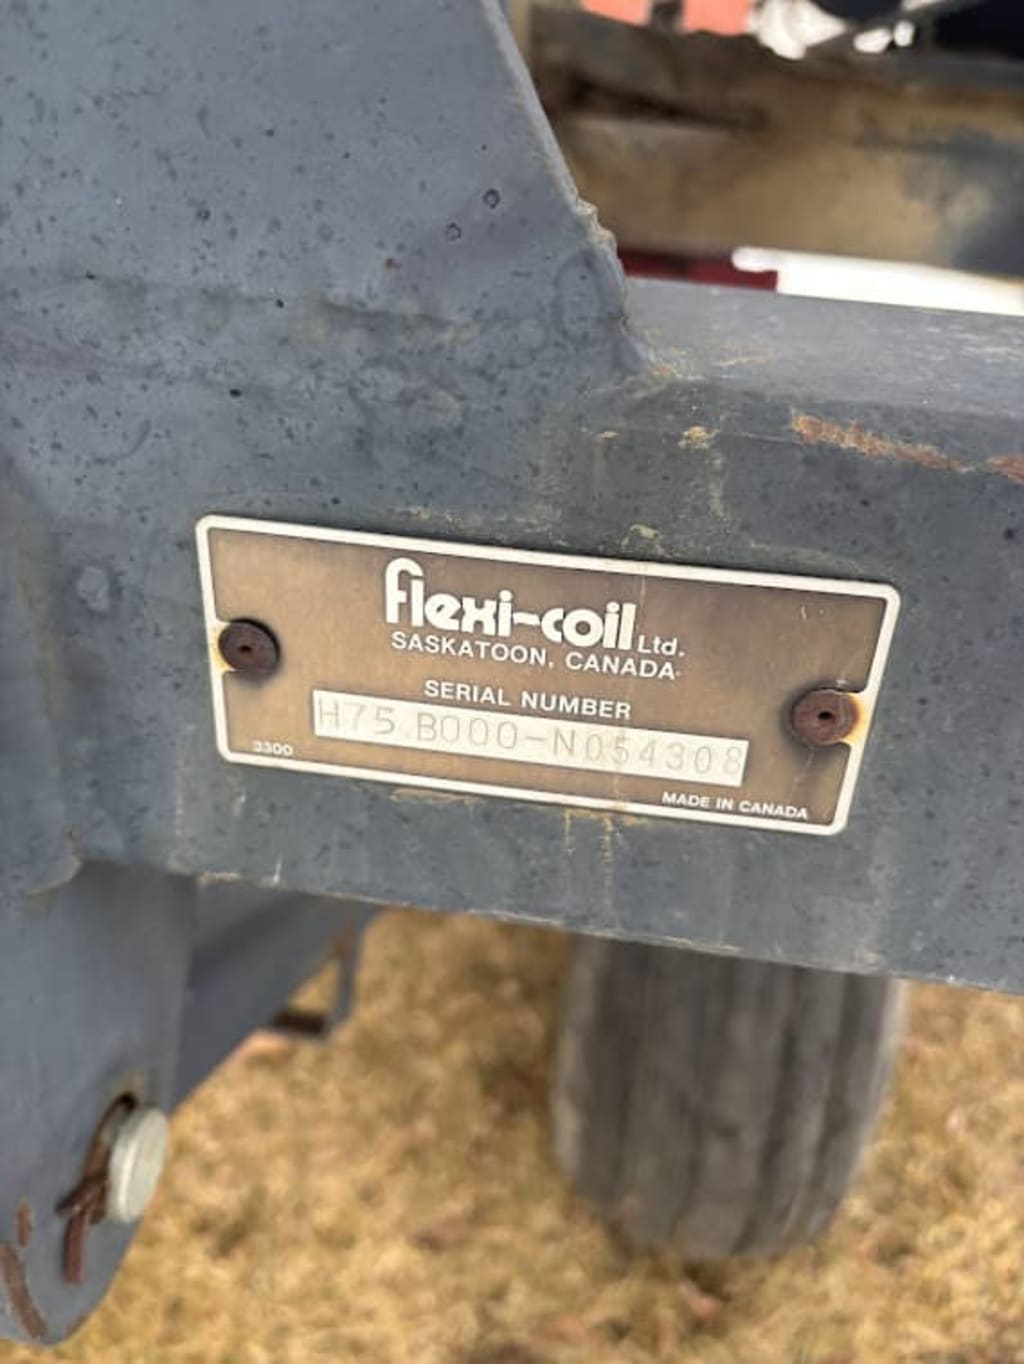 flexi-coil Ltd.
SASKATOON, CANADA
SERIAL NUMBER
H75 B000-N054308
3300
MADE IN CANADA